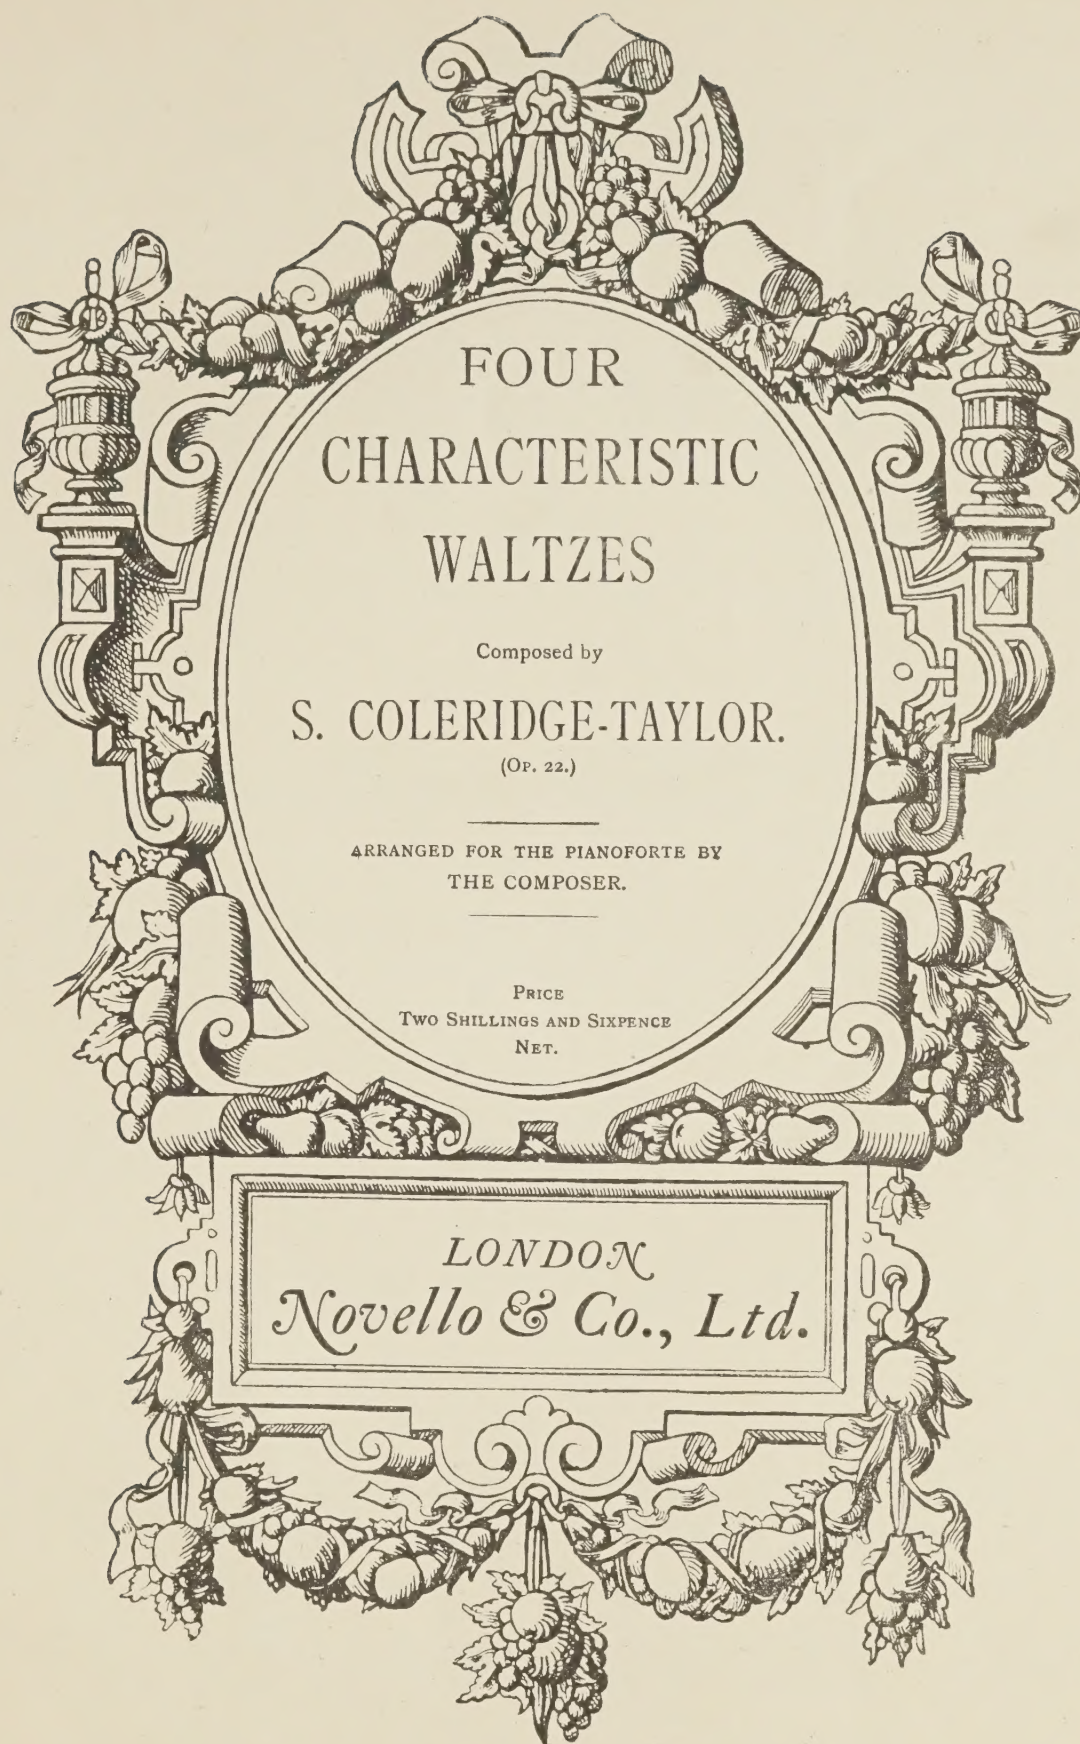 FOUR
CHARACTERISTIC
WALTZES
Composed by
S. COLERIDGE-TAYLOR.
(OP. 22.)
ARRANGED FOR THE PIANOFORTE BY
THE COMPOSER.
PRICE
TWO SHILLINGS AND SIXPENCE
NET.
LONDON
Novello & Co., Ltd.